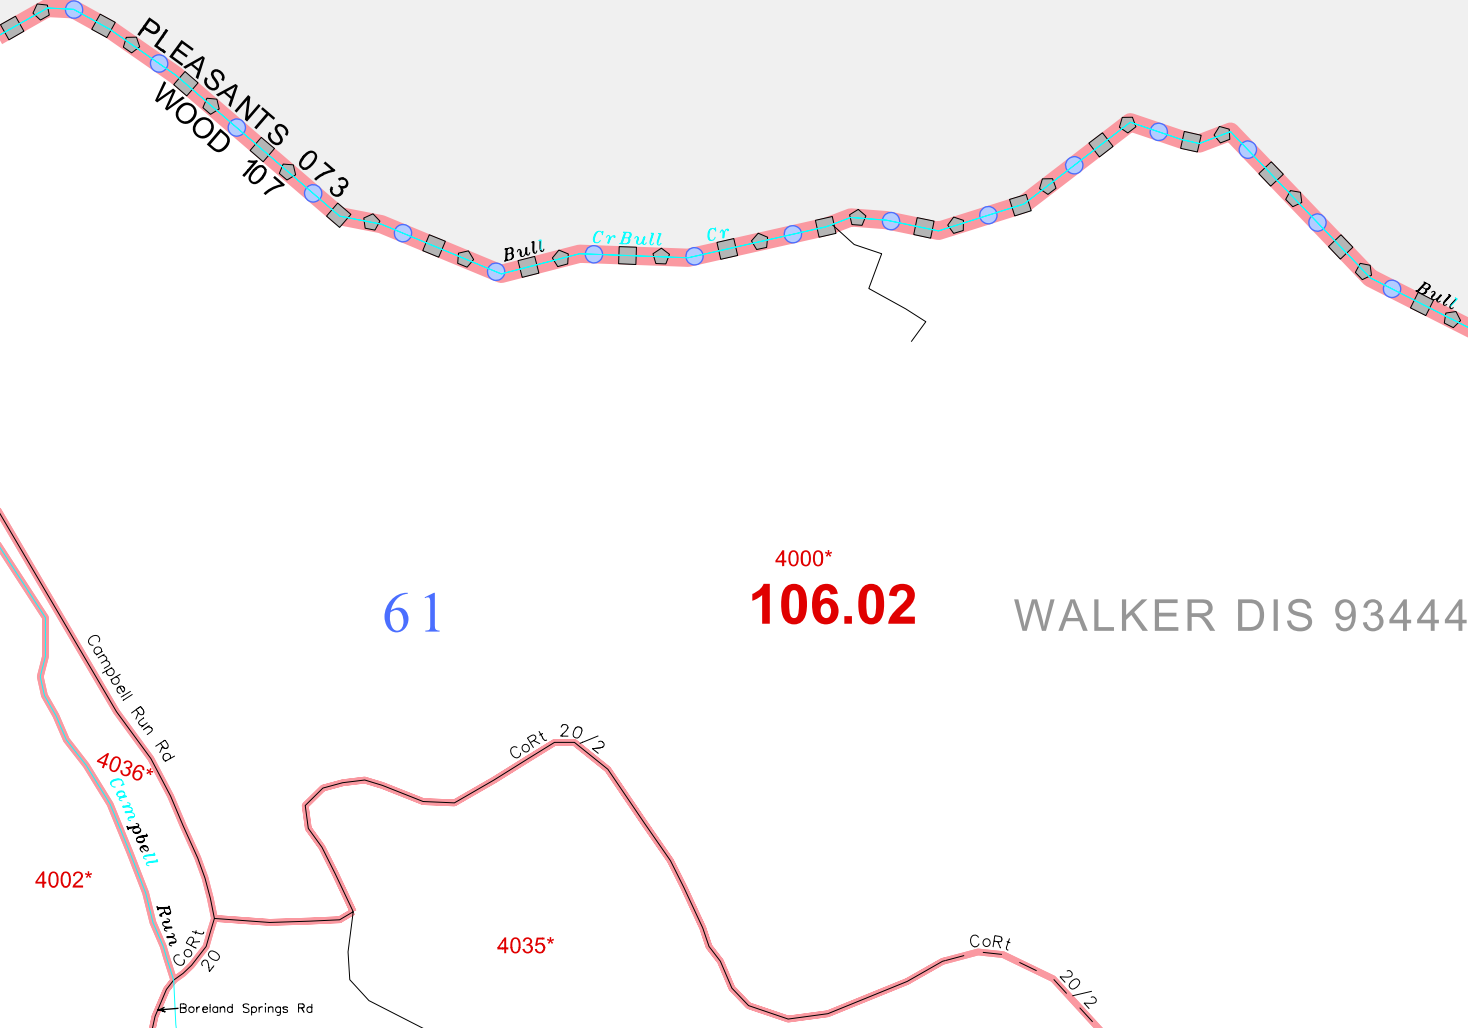 PLEASANTS 073
WOOD 107
Bull
Cr Bull
Cr
Bull
4000*
106.02
61
WALKER DIS 93444
Campbell Run Rd
4036*
Campbell
Run
CoRt
20/2
4002*
4035*
CoRt
20
CoRt
20/2
Boreland Springs Rd